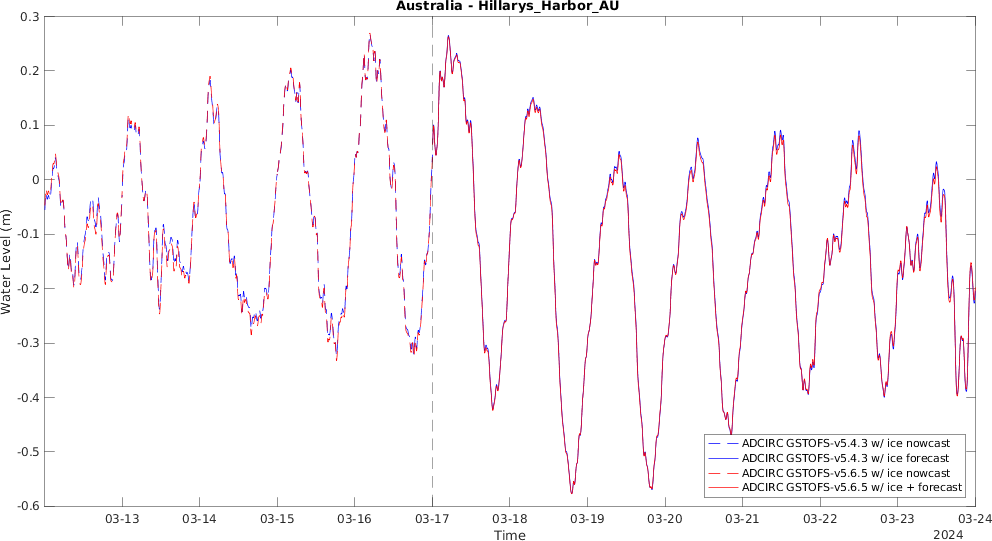 Australia - Hillarys_Harbor_AU
0.3
0.2
0.1
0
-0.1
-0.2
-0.3
-0.4
-0.5
-0.6
Water Level (m)
ADCIRC GSTOFS-v5.4.3 w/ ice nowcast
ADCIRC GSTOFS-v5.4.3 w/ ice forecast
ADCIRC GSTOFS-v5.6.5 w/ ice nowcast
ADCIRC GSTOFS-v5.6.5 w/ ice + forecast
03-13 03-14 03-15 03-16 03-17 03-18 03-19 03-20 03-21 03-22 03-23 03-24
Time
2024